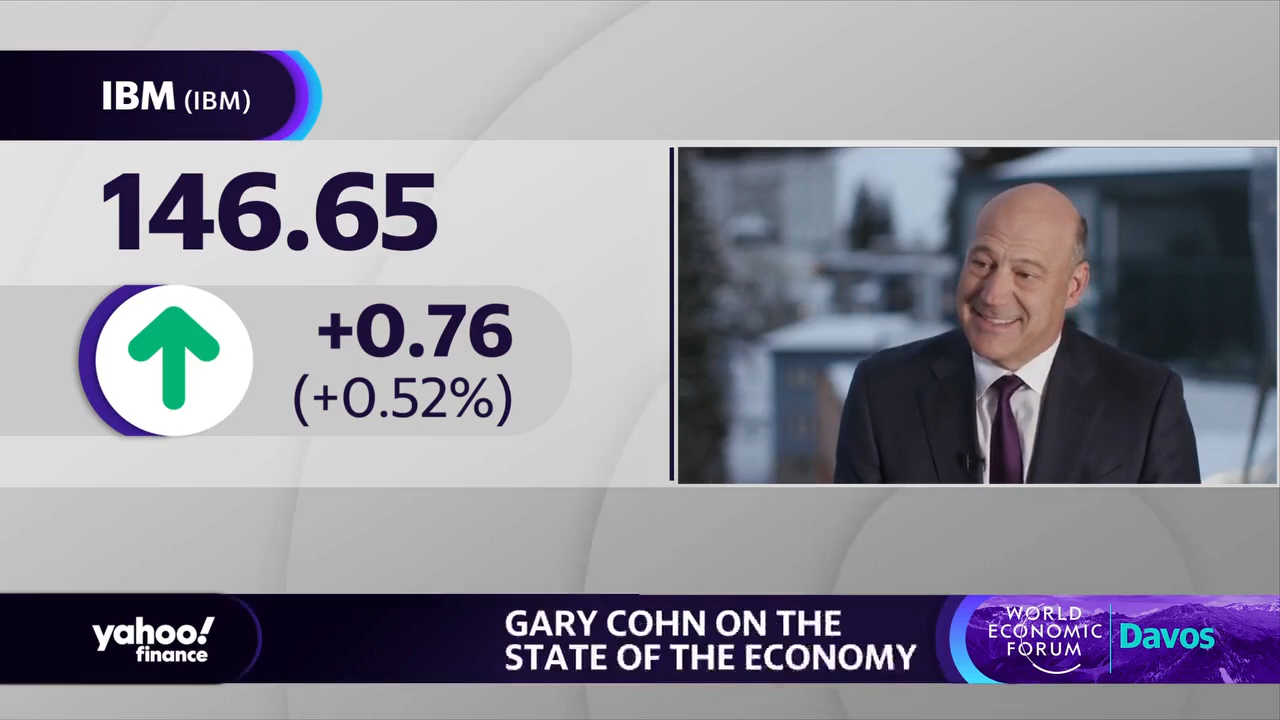 IBM (IBM)
146.65
+0.76
(+0.52%)
yahoo!
finance
GARY COHN ON THE
STATE OF THE ECONOMY
WORLD
ECONOMIC
FORUM
Davos